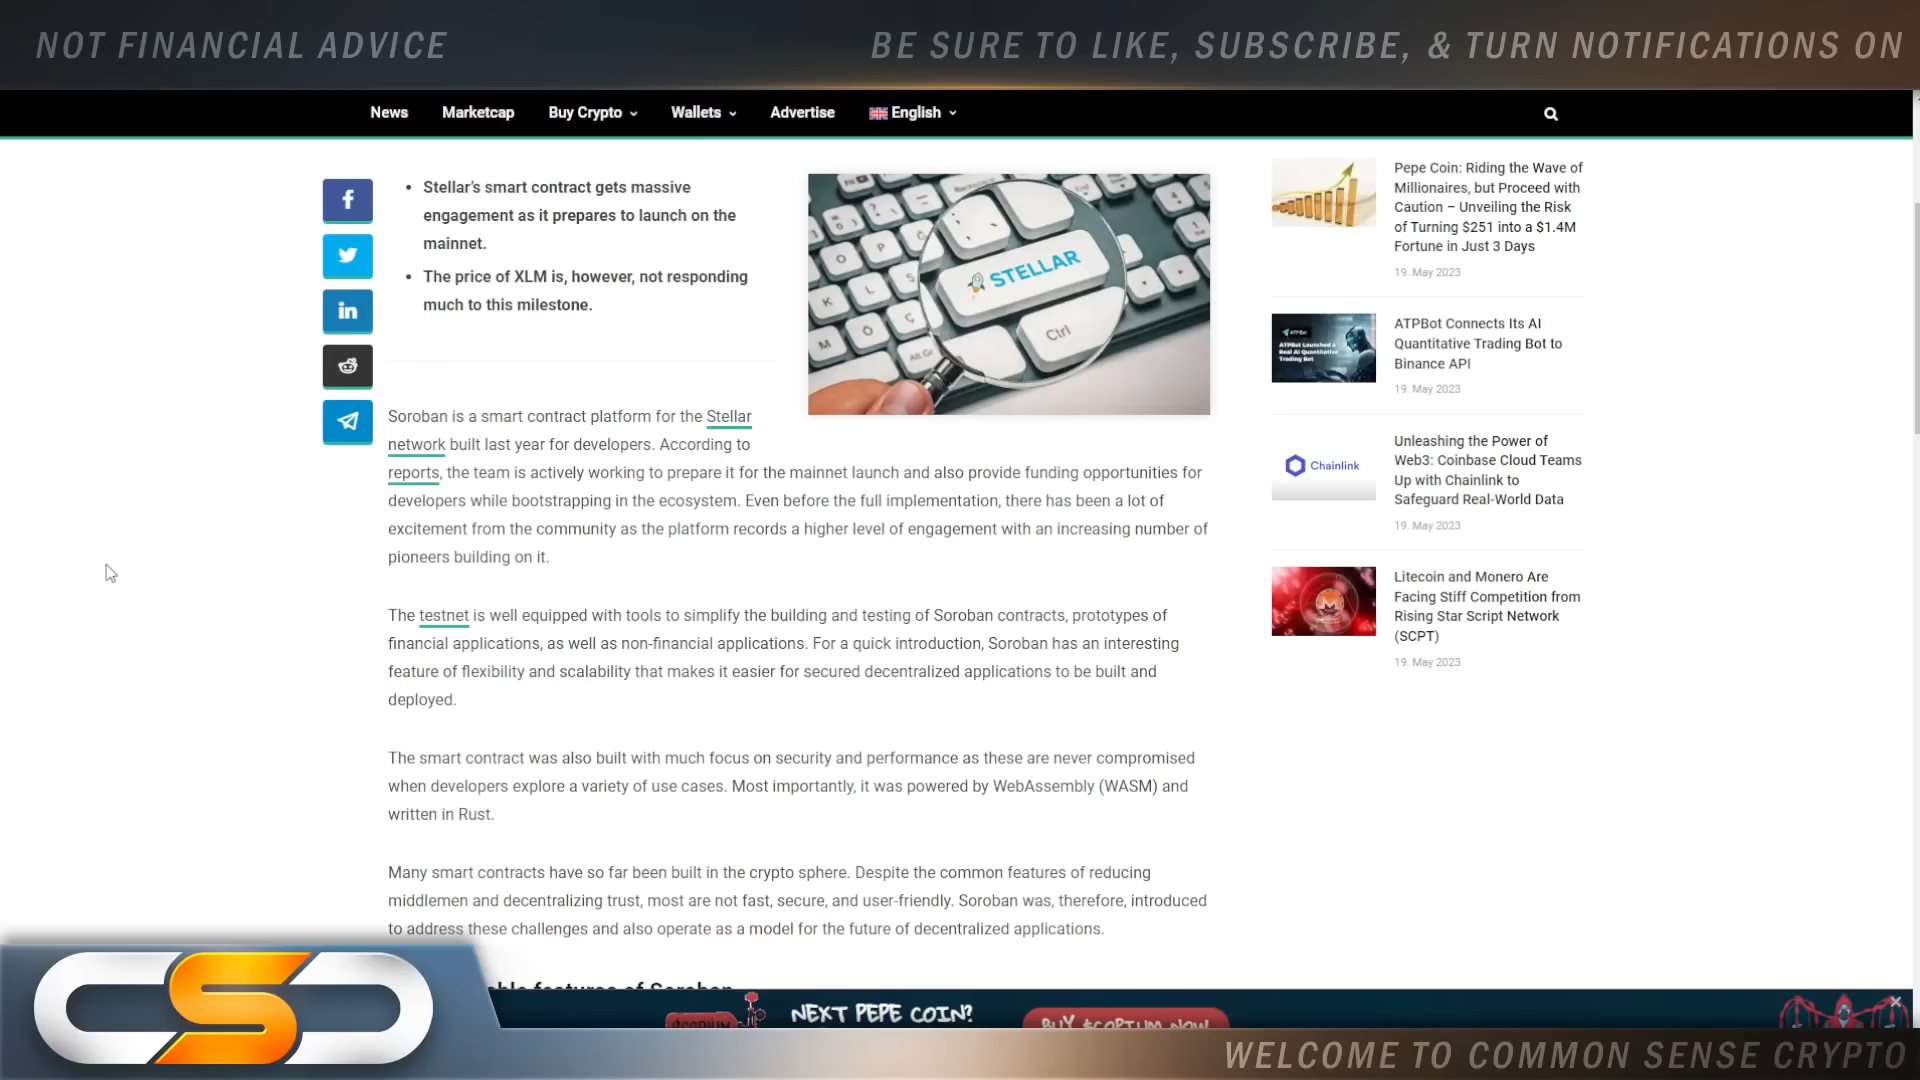 NOT FINANCIAL ADVICE
BE SURE TO LIKE, SUBSCRIBE, & TURN NOTIFICATIONS ON
News
Marketcap
Buy Crypto
Wallets
Advertise
English
Stellar's smart contract gets massive
engagement as it prepares to launch on the
mainnet.
The price of XLM is, however, not responding
much to this milestone.
STELLAR
Ctrl
Alt Gr
Soroban is a smart contract platform for the Stellar
network built last year for developers. According to
reports, the team is actively working to prepare it for the mainnet launch and also provide funding opportunities for
developers while bootstrapping in the ecosystem. Even before the full implementation, there has been a lot of
excitement from the community as the platform records a higher level of engagement with an increasing number of
pioneers building on it.
The testnet is well equipped with tools to simplify the building and testing of Soroban contracts, prototypes of
financial applications, as well as non-financial applications. For a quick introduction, Soroban has an interesting
feature of flexibility and scalability that makes it easier for secured decentralized applications to be built and
deployed.
The smart contract was also built with much focus on security and performance as these are never compromised
when developers explore a variety of use cases. Most importantly, it was powered by WebAssembly (WASM) and
written in Rust.
Many smart contracts have so far been built in the crypto sphere. Despite the common features of reducing
middlemen and decentralizing trust, most are not fast, secure, and user-friendly. Soroban was, therefore, introduced
to address these challenges and also operate as a model for the future of decentralized applications.
features of Soroban
Pepe Coin: Riding the Wave of
Millionaires, but Proceed with
Caution – Unveiling the Risk
of Turning $251 into a $1.4M
Fortune in Just 3 Days
19. May 2023
ATPBot Launched a
Real AI Quantitative
Trading Bot
ATPBot Connects Its AI
Quantitative Trading Bot to
Binance API
19. May 2023
Chainlink
Unleashing the Power of
Web3: Coinbase Cloud Teams
Up with Chainlink to
Safeguard Real-World Data
19. May 2023
Litecoin and Monero Are
Facing Stiff Competition from
Rising Star Script Network
(SCPT)
19. May 2023
NEXT PEPE COIN?
BUY $COPIUM NOW!
CSC
WELCOME TO COMMON SENSE CRYPTO